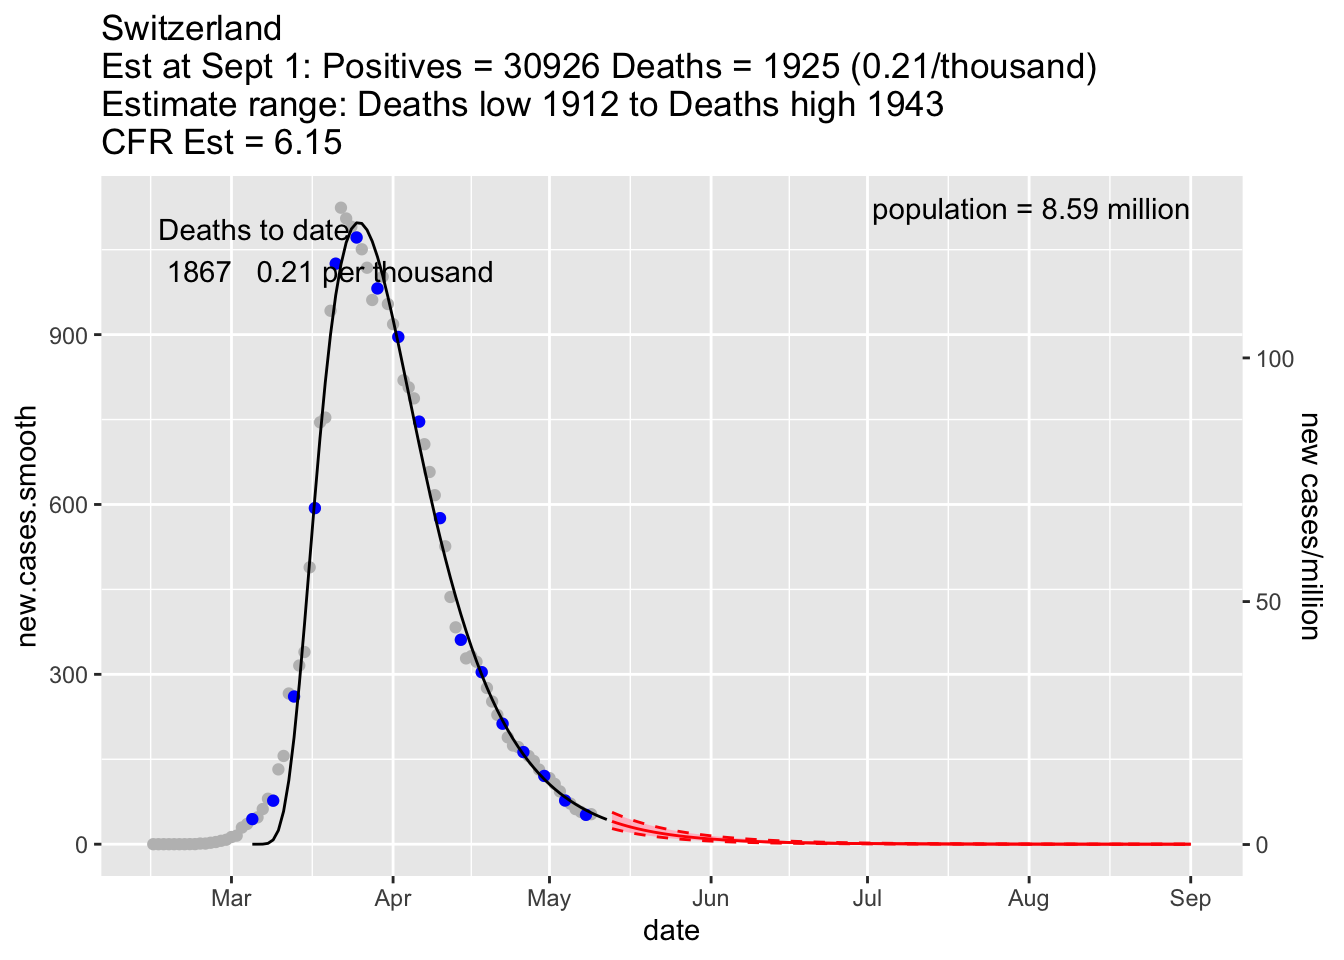 Switzerland
Est at Sept 1: Positives = 30926 Deaths = 1925 (0.21/thousand)
Estimate range: Deaths low 1912 to Deaths high 1943
CFR Est = 6.15
population = 8.59 million
Deaths to date
1867 0.21 per thousand
900
600
300
0
new.cases.smooth
100
50
0
new cases/million
Mar Apr May Jun Jul Aug Sep
date